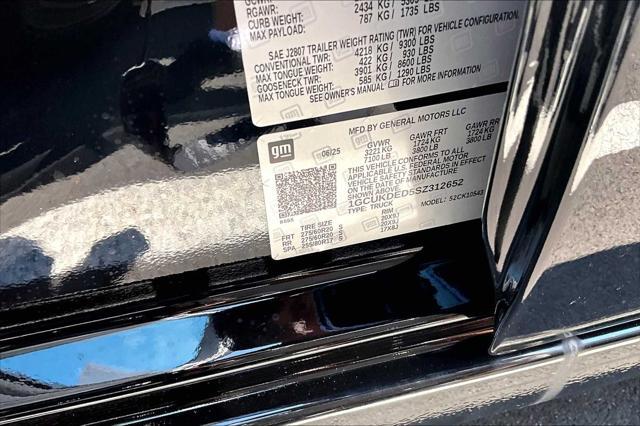 RGAWR: 2434 KG /
CURB WEIGHT: 787 KG / 1735 LBS
MAX PAYLOAD:
SAE J2807 TRAILER WEIGHT RATING (TWR) FOR VEHICLE CONFIGURATION.
CONVENTIONAL TWR: 4218 KG / 9300 LBS
MAX TONGUE WEIGHT: 422 KG / 930 LBS
GOOSENECK TWR: 3901 KG / 8600 LBS
MAX TONGUE WEIGHT: 585 KG / 1290 LBS
SEE OWNER'S MANUAL FOR MORE INFORMATION
gm
MFD BY GENERAL MOTORS LLC
06/25
GVWR GAWR FRT GAWR RR
3221 KG 1724 KG 1724 KG
7100 LB 3800 LB 3800 LB
THIS VEHICLE CONFORMS TO ALL
APPLICABLE U.S. FEDERAL MOTOR
VEHICLE SAFETY STANDARDS IN EFFECT
ON THE DATE OF MANUFACTURE
SHOWN ABOVE.
1GCUKDED5SZ312652
TYPE: TRUCK MODEL: 52CK10543
TIRE SIZE RIM
FRT 275/60R20 S 20X9J
RR 275/60R20 S 20X9J
SPA 255/80R17 S 17X8J